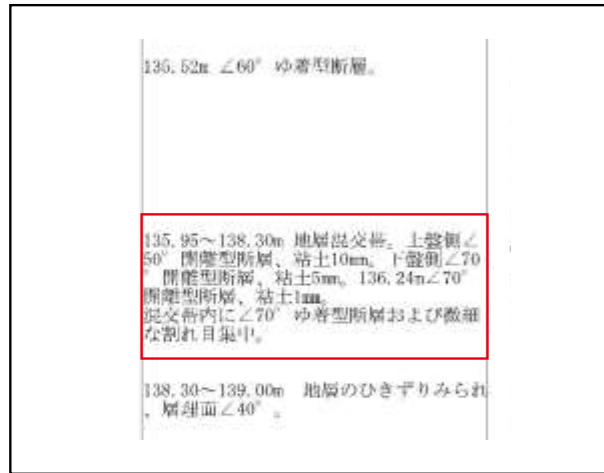 135.52m ∠60° ゆ着型断層。
135.95～138.30m 地層混交帯。上盤側∠
50° 開離型断層、粘土10mm。下盤側∠70
° 開離型断層、粘土5mm。136.24m∠70°
開離型断層、粘土1mm。
混交帯内に∠70° ゆ着型断層および微細
な割れ目集中。
138.30～139.00m 地層のひきずりみられ
、層理面∠40° 。